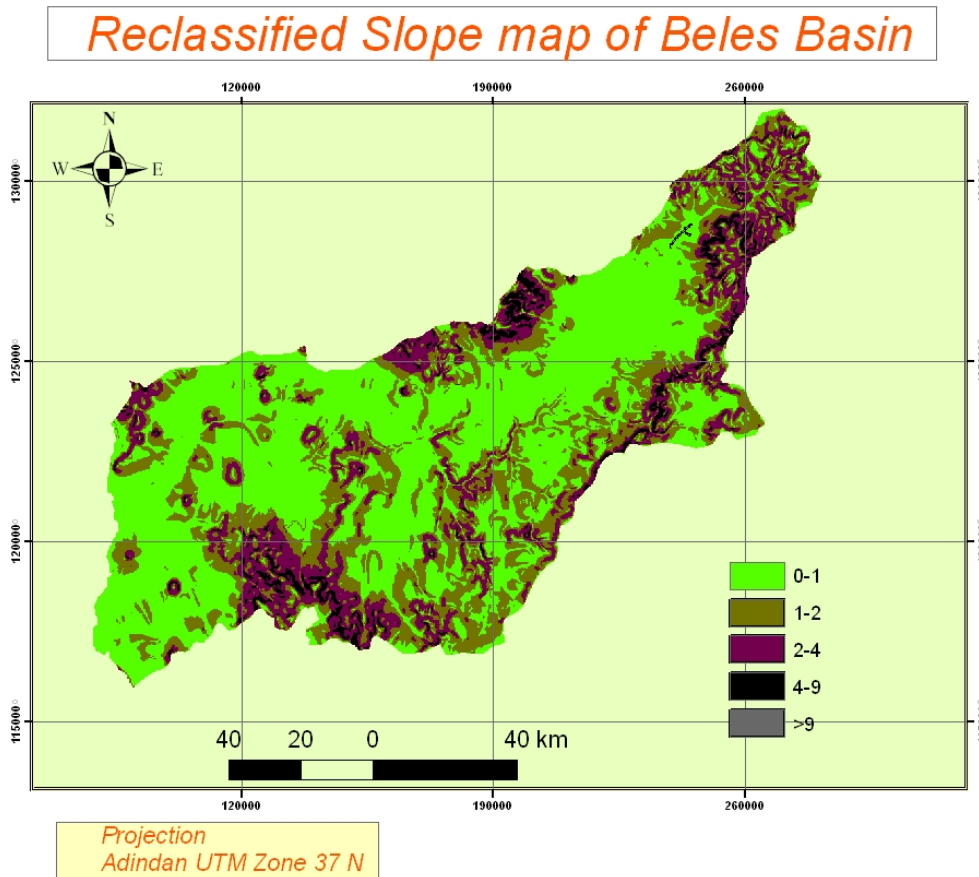 Reclassified Slope map of Beles Basin
120000 190000 260000
N
W E
S
1300000
1250000
1200000
1150000
0-1
1-2
2-4
4-9
>9
40 20 0 40 km
120000 190000 260000
Projection
Adindan UTM Zone 37 N